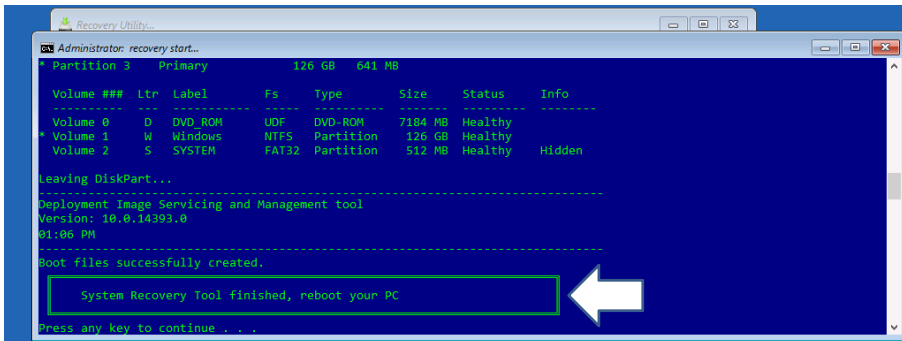 Recovery Utility...
Administrator: recovery start...
* Partition 3    Primary            126 GB   641 MB
Volume ###  Ltr  Label        Fs     Type        Size     Status     Info
----------  ---  -----------  -----  ----------  -------  ---------  --------
Volume 0     D   DVD_ROM      UDF    DVD-ROM     7184 MB  Healthy
* Volume 1     W   Windows      NTFS   Partition    126 GB  Healthy
Volume 2     S   SYSTEM       FAT32  Partition    512 MB  Healthy    Hidden
Leaving DiskPart...
Deployment Image Servicing and Management tool
Version: 10.0.14393.0
01:06 PM
Boot files successfully created.
System Recovery Tool finished, reboot your PC
Press any key to continue . . .